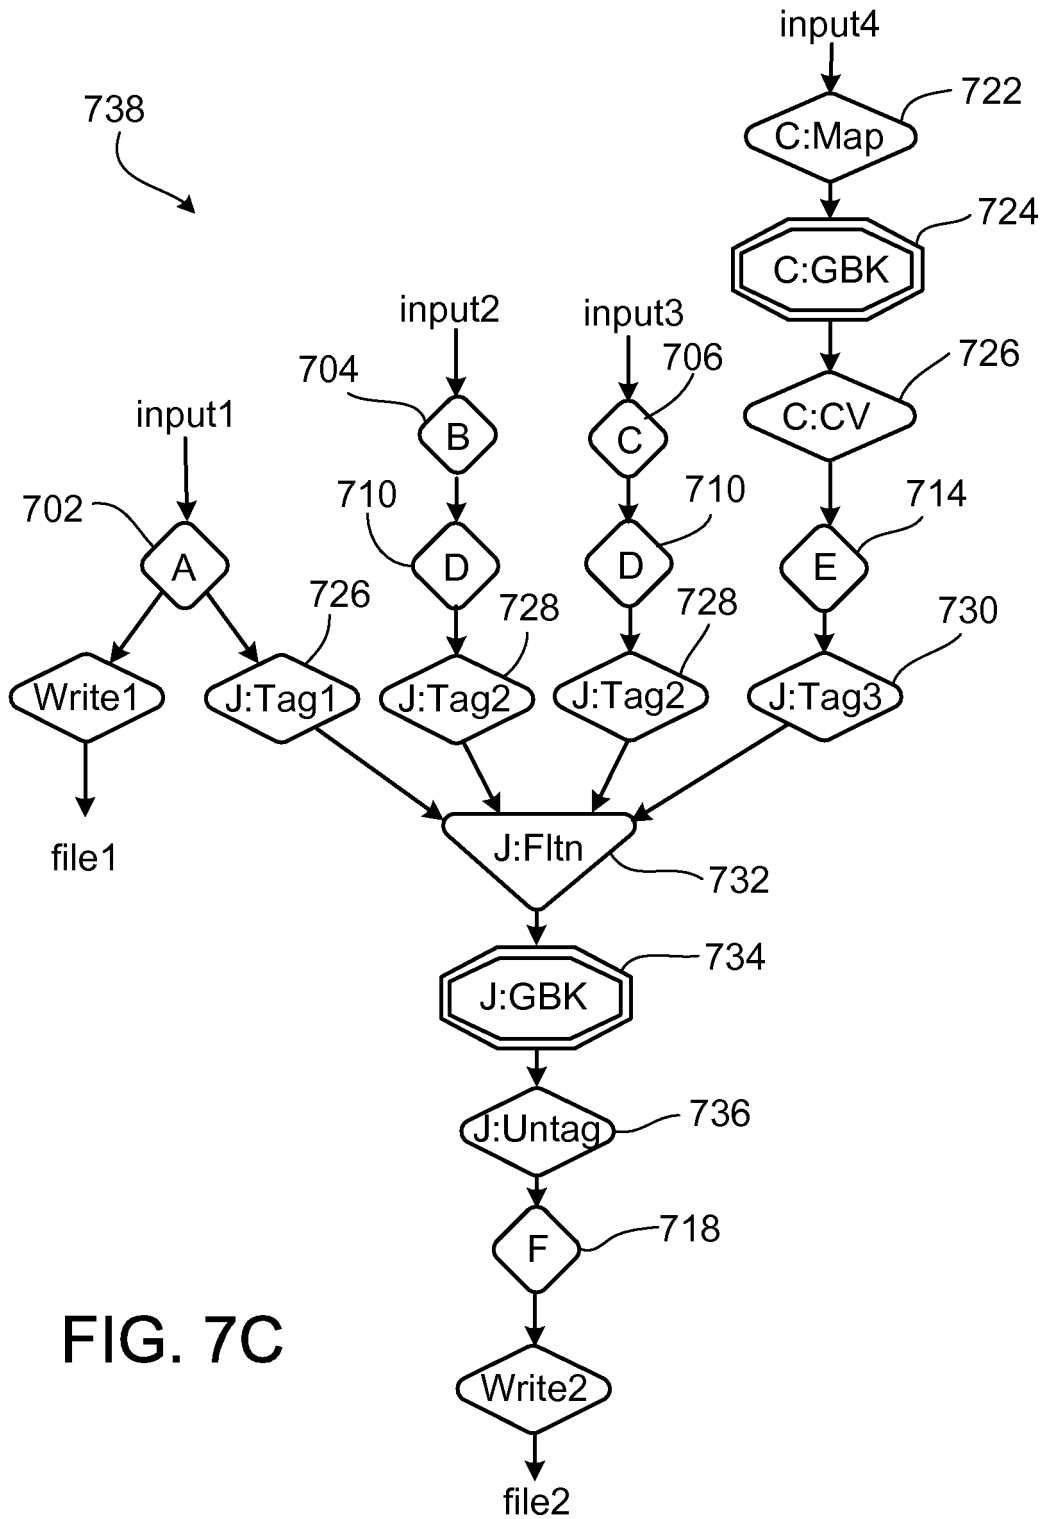 input4
722
738
C:Map
724
C:GBK
input2
input3
706
726
704
C:CV
input1
B
C
710
710
714
702
A
D
D
E
726
728
728
730
Write1
J:Tag1
J:Tag2
J:Tag2
J:Tag3
file1
J:Fltn
732
734
J:GBK
736
J:Untag
718
F
FIG. 7C
Write2
file2